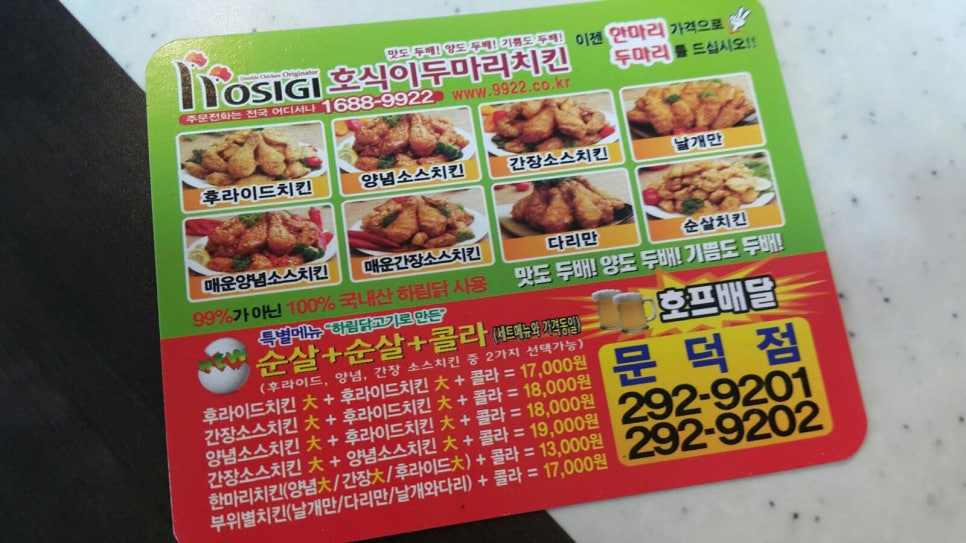 맛도 두배! 양도 두배! 기쁨도 두배!
이젠 한마리 가격으로
두마리를 드십시오!!
Double Chicken Originator
HOSIGI 호식이두마리치킨
주문전화는 전국 어디서나 1688-9922 www.9922.co.kr
후라이드치킨
양념소스치킨
간장소스치킨
날개만
매운양념소스치킨
매운간장소스치킨
다리만
순살치킨
99%가 아닌 100% 국내산 하림닭 사용
맛도 두배! 양도 두배! 기쁨도 두배!
특별메뉴 "하림닭고기로 만든"
순살+순살+콜라 (세트메뉴와 가격동일)
(후라이드, 양념, 간장 소스치킨 중 2가지 선택가능)
후라이드치킨 大 + 후라이드치킨 大 + 콜라 = 17,000원
간장소스치킨 大 + 후라이드치킨 大 + 콜라 = 18,000원
양념소스치킨 大 + 후라이드치킨 大 + 콜라 = 18,000원
간장소스치킨 大 + 양념소스치킨 大 + 콜라 = 19,000원
한마리치킨(양념大/간장大/후라이드大) + 콜라 = 13,000원
부위별치킨(날개만/다리만/날개와다리) + 콜라 = 17,000원
호프배달
문덕점
292-9201
292-9202